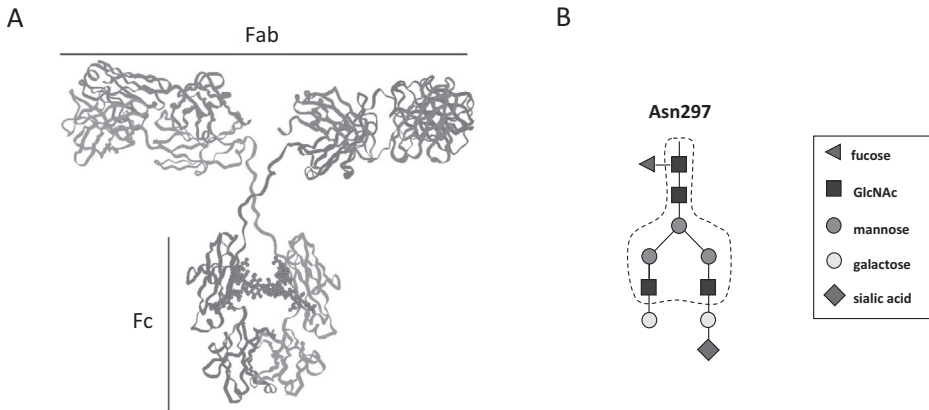 A
Fab
Fc
B
Asn297
fucose
GlcNAc
mannose
galactose
sialic acid